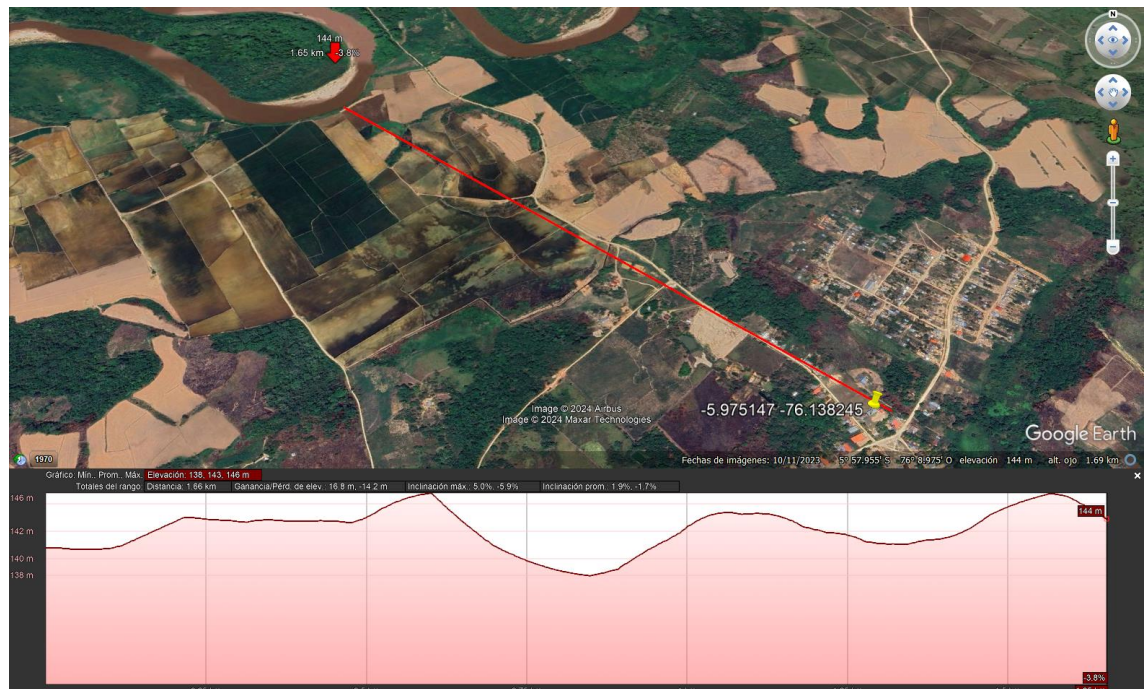 N
144 m
1.65 km -3.8%
-5.975147 -76.138245
Image © 2024 Airbus
Image © 2024 Maxar Technologies
Google Earth
1970
Fechas de imágenes: 10/11/2023 5°57.955' S -76°8.975' O elevación 144 m alt. ojo 1.69 km
Gráfico: Mín., Prom., Máx. Elevación: 138, 143, 146 m
Totales del rango: Distancia: 1.66 km Ganancia/Pérd. de elev.: 16.8 m, -14.2 m Inclinación máx.: 5.0%, -5.9% Inclinación prom.: 1.9%, -1.7%
146 m
144 m
142 m
140 m
138 m
-3.8%